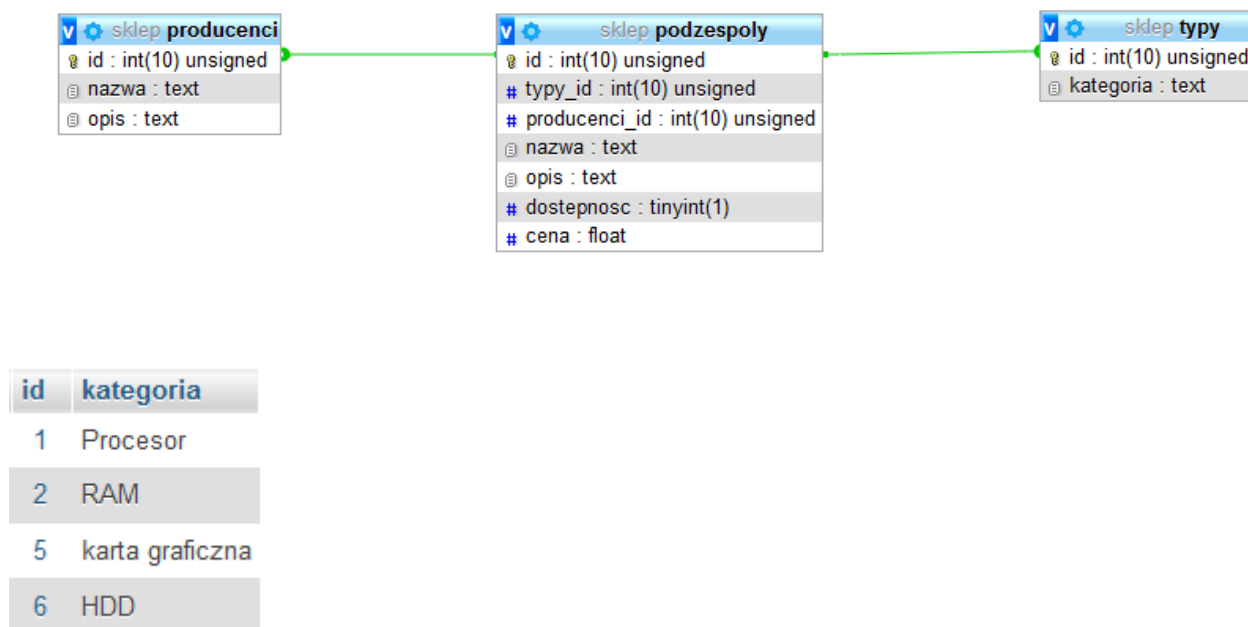 v sklep producenci
id : int(10) unsigned
nazwa : text
opis : text
v sklep podzespoly
id : int(10) unsigned
# typy_id : int(10) unsigned
# producenci_id : int(10) unsigned
nazwa : text
opis : text
# dostepnosc : tinyint(1)
# cena : float
v sklep typy
id : int(10) unsigned
kategoria : text
id kategoria
1 Procesor
2 RAM
5 karta graficzna
6 HDD